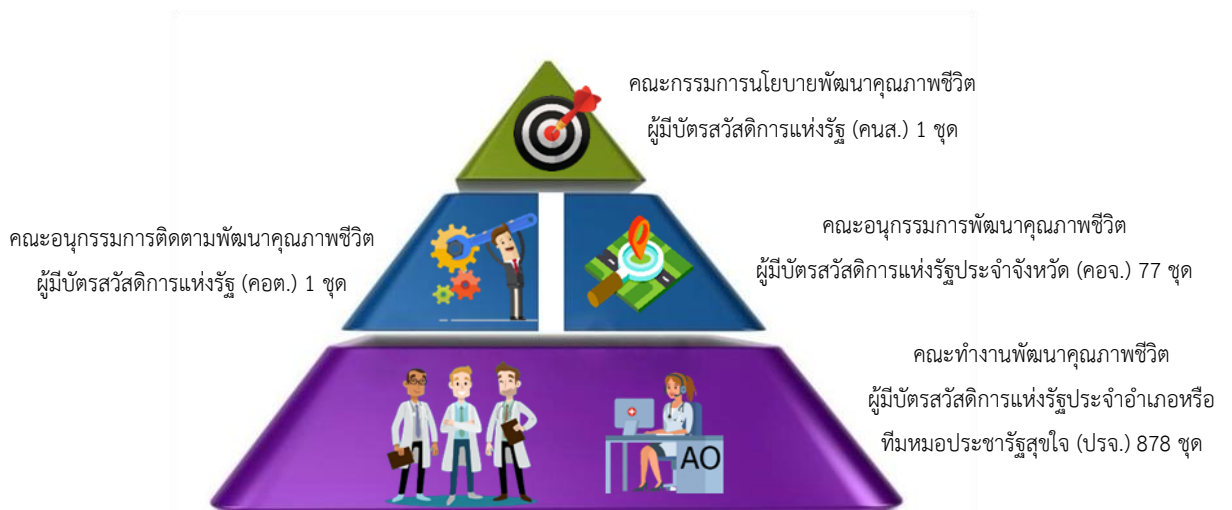 คณะกรรมการนโยบายพัฒนาคุณภาพชีวิต
ผู้มีบัตรสวัสดิการแห่งรัฐ (คนส.) 1 ชุด
คณะอนุกรรมการติดตามพัฒนาคุณภาพชีวิต
ผู้มีบัตรสวัสดิการแห่งรัฐ (คอต.) 1 ชุด
คณะอนุกรรมการพัฒนาคุณภาพชีวิต
ผู้มีบัตรสวัสดิการแห่งรัฐประจำจังหวัด (คอจ.) 77 ชุด
คณะทำงานพัฒนาคุณภาพชีวิต
ผู้มีบัตรสวัสดิการแห่งรัฐประจำอำเภอหรือ
ทีมหมอประชารัฐสุขใจ (ปรจ.) 878 ชุด
AO